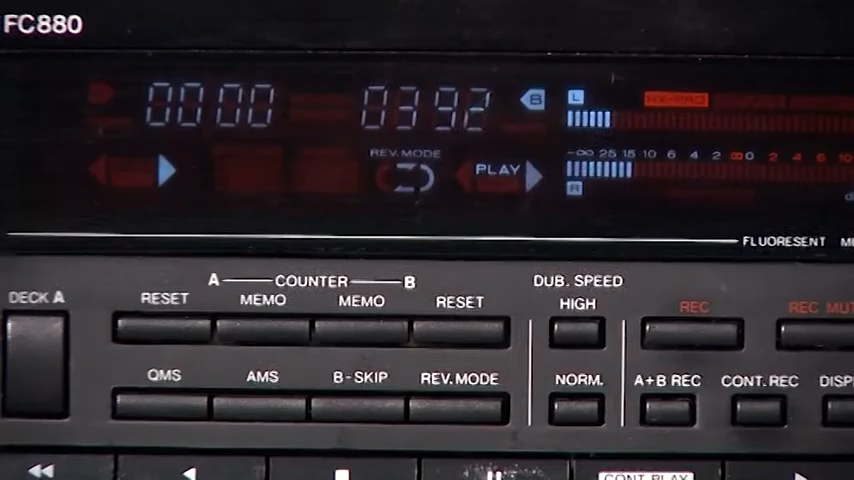 FC880
0000 0392 B L HX-PRO
REV. MODE -∞ 25 15 10 6 4 2 0 2 4 6 10
PLAY R
FLUORESENT
A COUNTER B DUB. SPEED
DECK A RESET MEMO MEMO RESET HIGH REC REC MUT
QMS AMS B-SKIP REV. MODE NORM. A+B REC CONT. REC DISP
CONT. PLAY